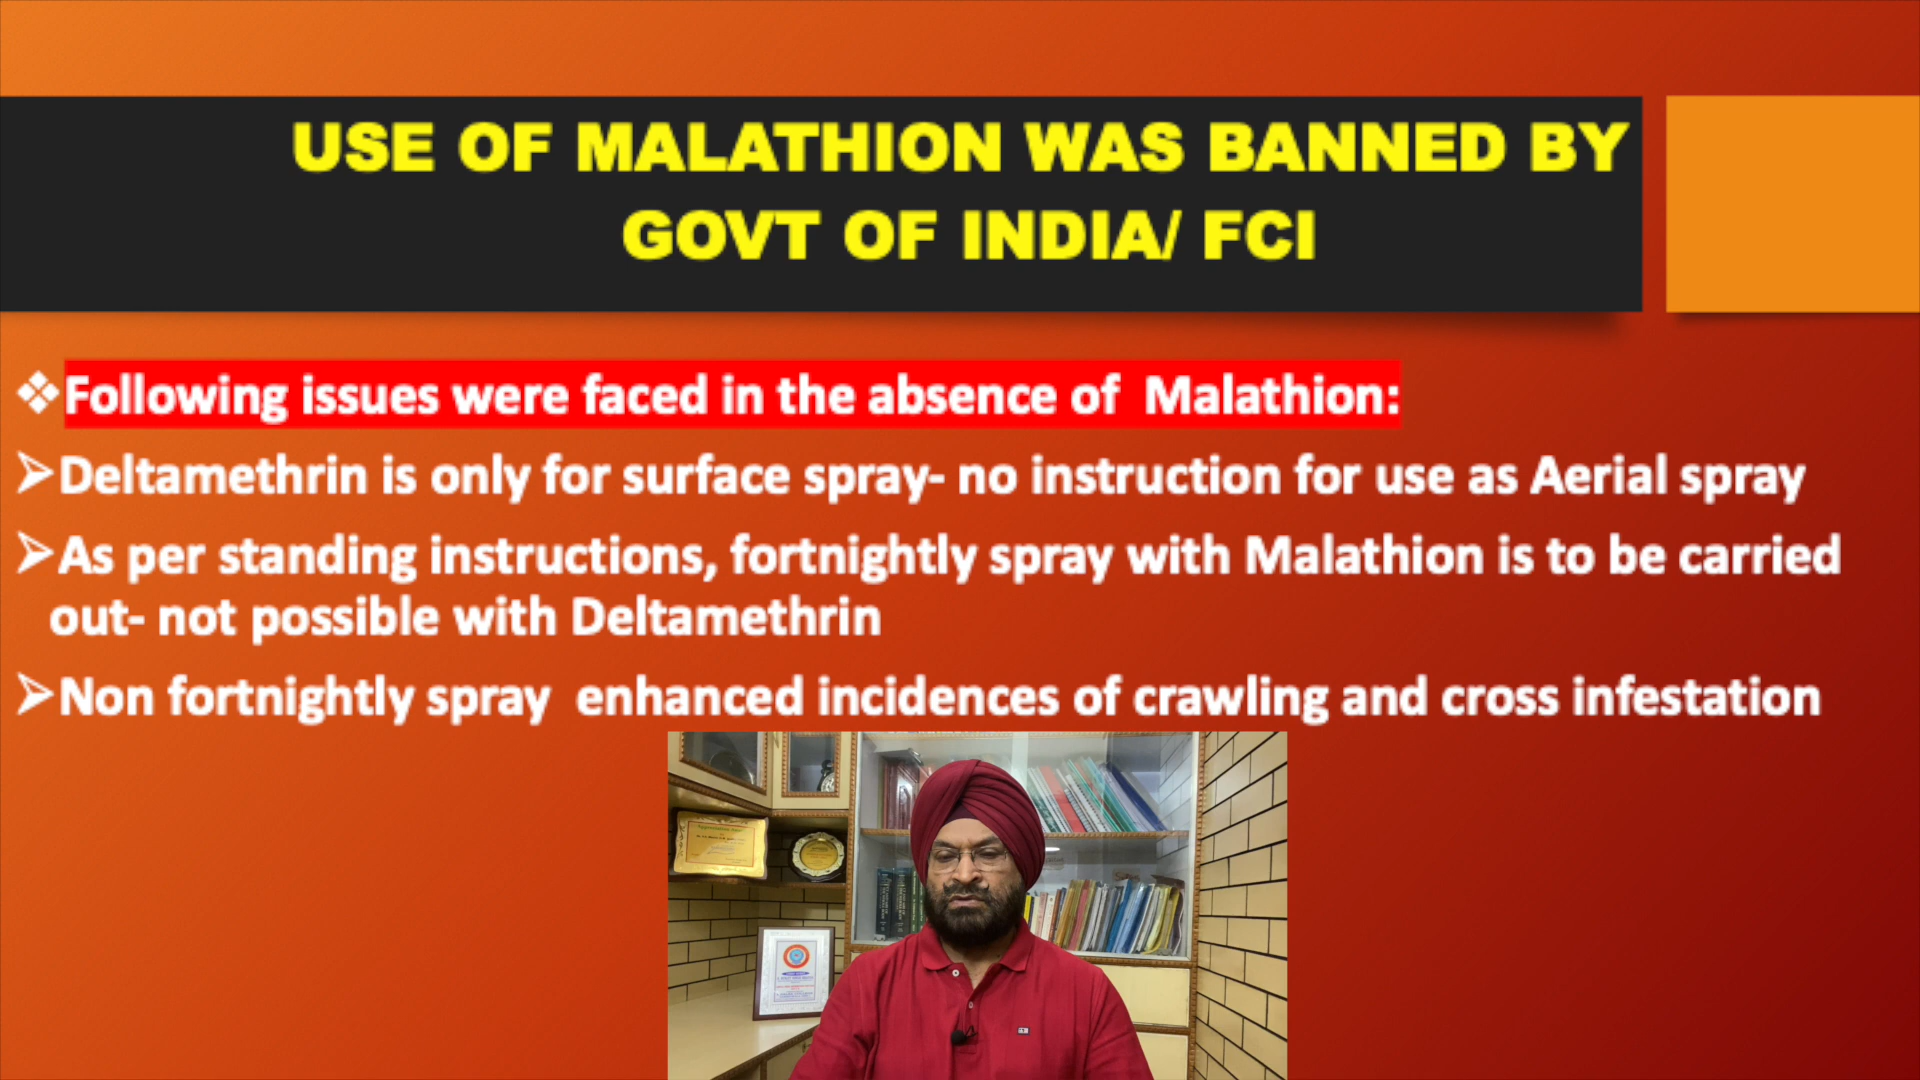 USE OF MALATHION WAS BANNED BY
GOVT OF INDIA/ FCI
Following issues were faced in the absence of Malathion:
Deltamethrin is only for surface spray- no instruction for use as Aerial spray
As per standing instructions, fortnightly spray with Malathion is to be carried
out- not possible with Deltamethrin
Non fortnightly spray enhanced incidences of crawling and cross infestation